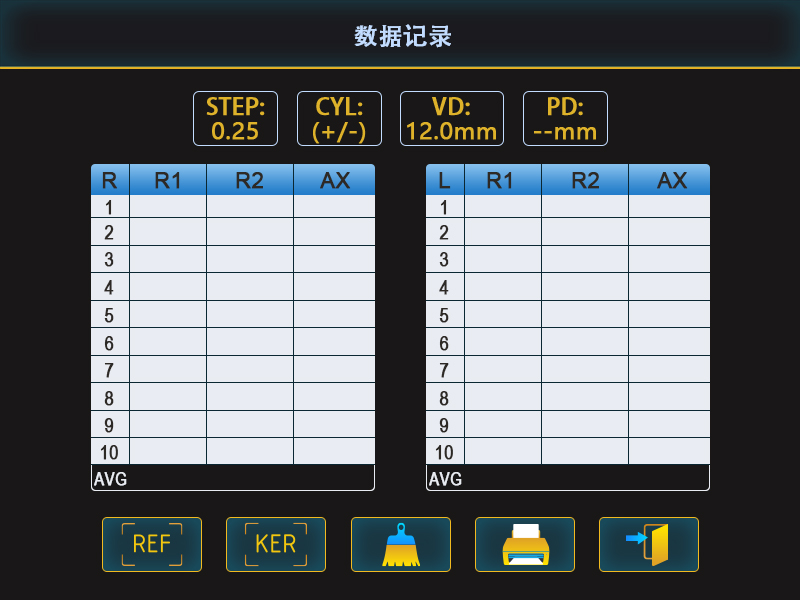 数据记录
STEP: CYL: VD: PD:
0.25 (+/-) 12.0mm --mm
R R1 R2 AX L R1 R2 AX
1 1
2 2
3 3
4 4
5 5
6 6
7 7
8 8
9 9
10 10
AVG AVG
REF KER